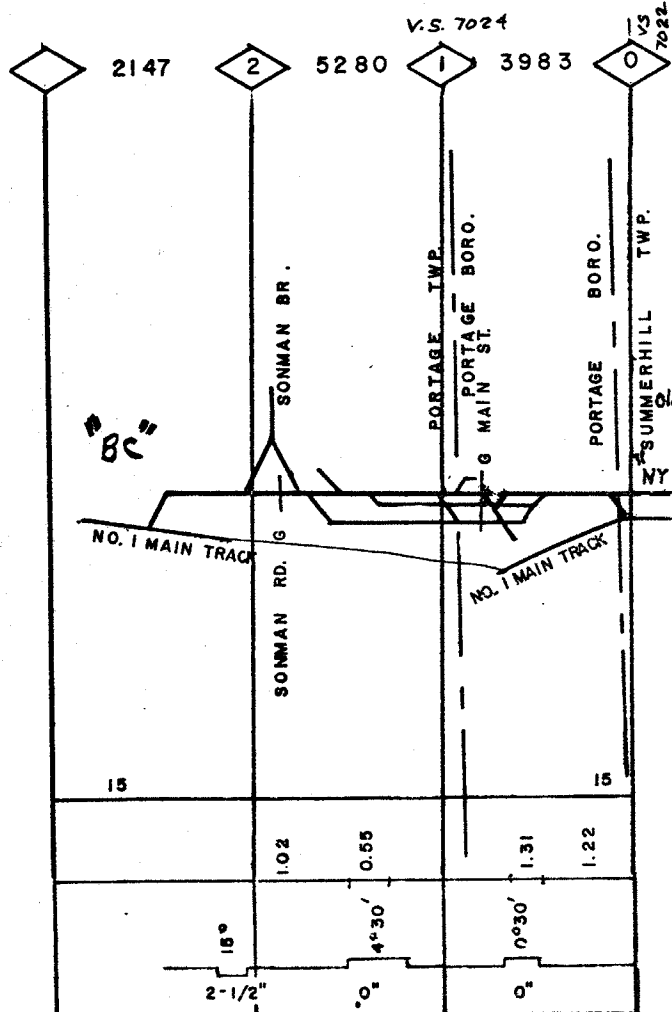 V.S. 7024
VS 7022
2147 2 5280 1 3983 0
SONMAN BR.
PORTAGE TWP.
PORTAGE BORO.
G MAIN ST.
PORTAGE BORO.
SUMMERHILL TWP.
"BC"
NY
NO. 1 MAIN TRACK
NO. 1 MAIN TRACK
SONMAN RD. G
15 15
1.02 0.55 1.31 1.22
15° 4°30' 0°30'
2-1/2" 0" 0"